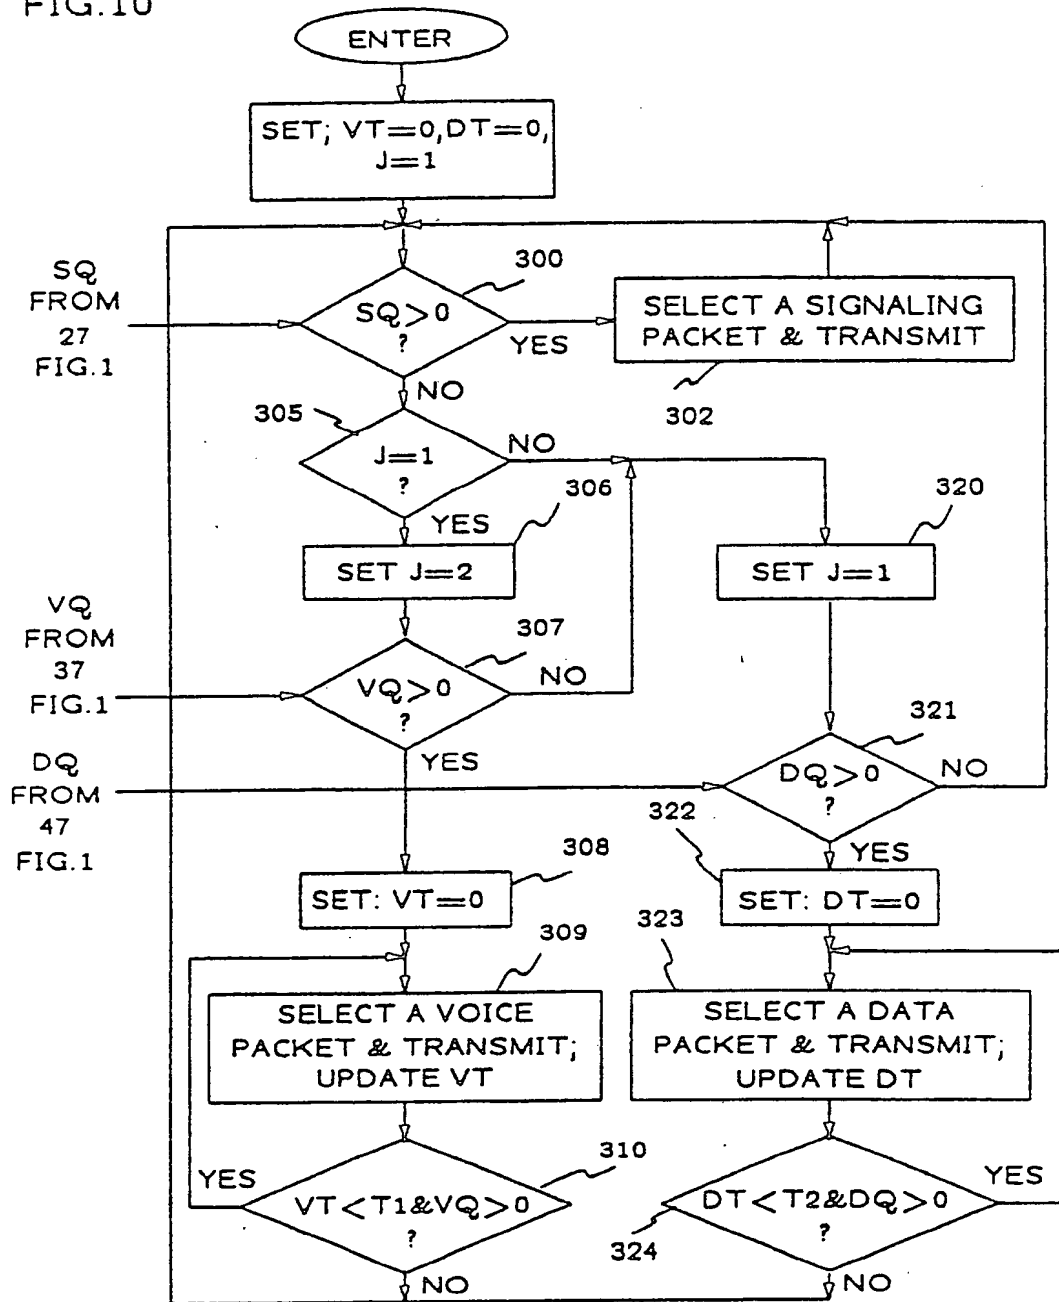 FIG.10
ENTER
SET; VT=0,DT=0,
J=1
300
SQ
FROM
27
FIG.1
SQ>0
?
YES
NO
SELECT A SIGNALING
PACKET & TRANSMIT
302
305
J=1
?
NO
YES
306
SET J=2
320
SET J=1
VQ
FROM
37
FIG.1
307
VQ>0
?
NO
YES
DQ
FROM
47
FIG.1
321
DQ>0
?
NO
YES
308
SET: VT=0
322
SET: DT=0
309
SELECT A VOICE
PACKET & TRANSMIT;
UPDATE VT
323
SELECT A DATA
PACKET & TRANSMIT;
UPDATE DT
310
YES
VT<T1&VQ>0
?
NO
324
DT<T2&DQ>0
?
YES
NO